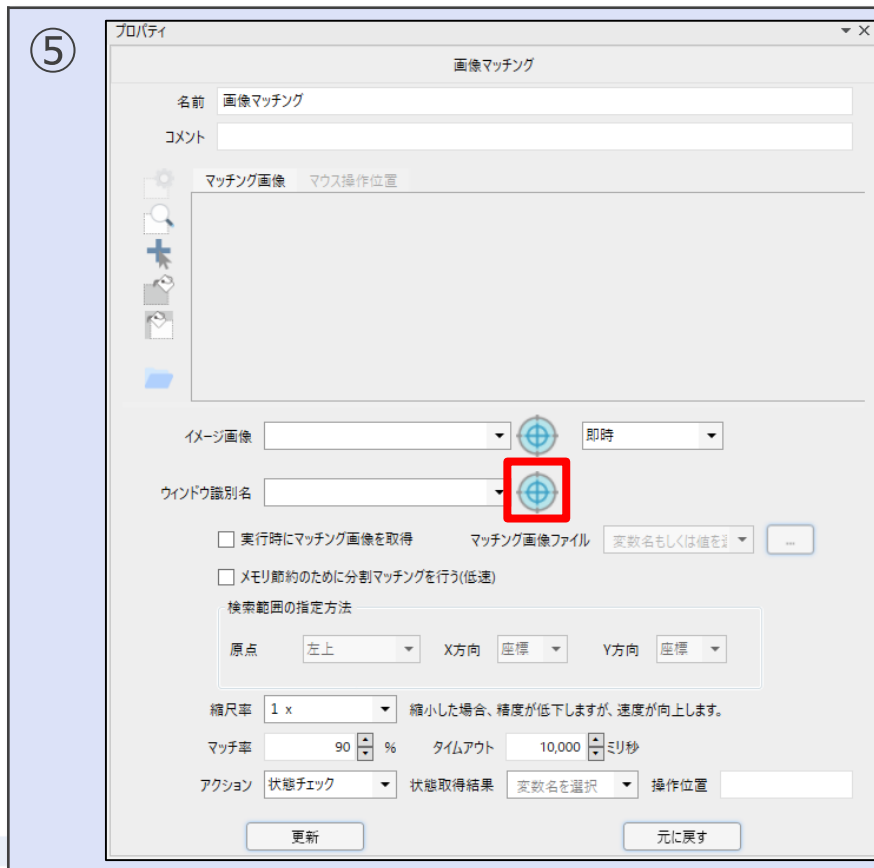 ⑤
プロパティ
画像マッチング
名前 画像マッチング
コメント
マッチング画像 マウス操作位置
イメージ画像 即時
ウィンドウ識別名
実行時にマッチング画像を取得 マッチング画像ファイル 変数名もしくは値を ...
メモリ節約のために分割マッチングを行う(低速)
検索範囲の指定方法
原点 左上 X方向 座標 Y方向 座標
縮尺率 1 x 縮小した場合、精度が低下しますが、速度が向上します。
マッチ率 90 % タイムアウト 10,000 ミリ秒
アクション 状態チェック 状態取得結果 変数名を選択 操作位置
更新 元に戻す